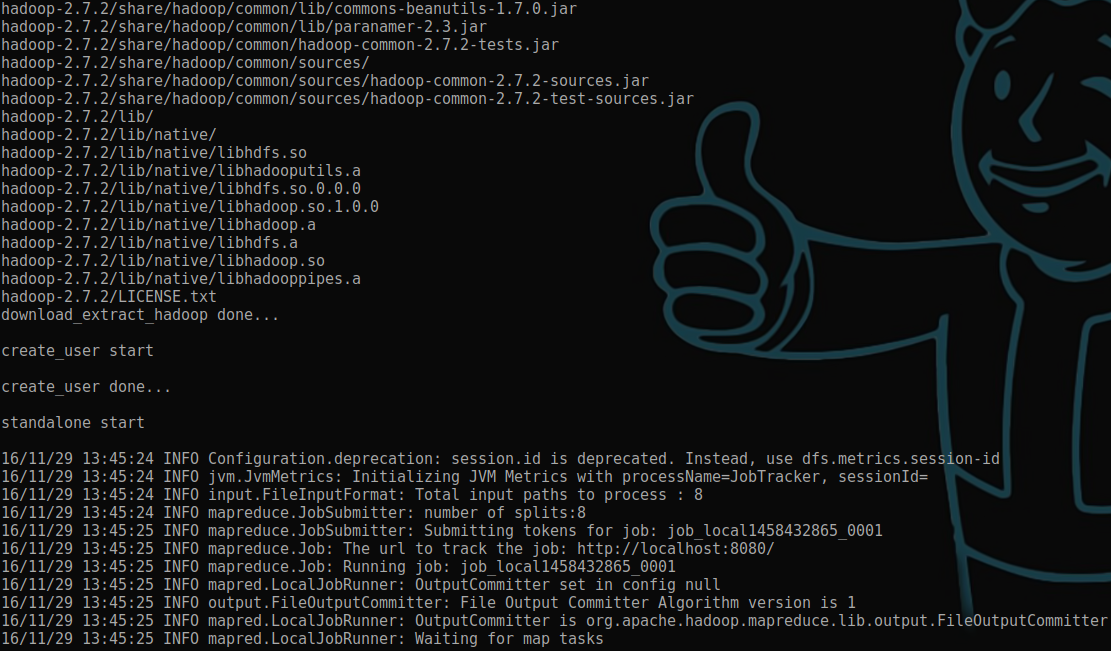 hadoop-2.7.2/share/hadoop/common/lib/commons-beanutils-1.7.0.jar
hadoop-2.7.2/share/hadoop/common/lib/paranamer-2.3.jar
hadoop-2.7.2/share/hadoop/common/hadoop-common-2.7.2-tests.jar
hadoop-2.7.2/share/hadoop/common/sources/
hadoop-2.7.2/share/hadoop/common/sources/hadoop-common-2.7.2-sources.jar
hadoop-2.7.2/share/hadoop/common/sources/hadoop-common-2.7.2-test-sources.jar
hadoop-2.7.2/lib/
hadoop-2.7.2/lib/native/
hadoop-2.7.2/lib/native/libhdfs.so
hadoop-2.7.2/lib/native/libhadooputils.a
hadoop-2.7.2/lib/native/libhdfs.so.0.0.0
hadoop-2.7.2/lib/native/libhadoop.so.1.0.0
hadoop-2.7.2/lib/native/libhadoop.a
hadoop-2.7.2/lib/native/libhdfs.a
hadoop-2.7.2/lib/native/libhadoop.so
hadoop-2.7.2/lib/native/libhadooppipes.a
hadoop-2.7.2/LICENSE.txt
download_extract_hadoop done...
create_user start
create_user done...
standalone start
16/11/29 13:45:24 INFO Configuration.deprecation: session.id is deprecated. Instead, use dfs.metrics.session-id
16/11/29 13:45:24 INFO jvm.JvmMetrics: Initializing JVM Metrics with processName=JobTracker, sessionId=
16/11/29 13:45:24 INFO input.FileInputFormat: Total input paths to process : 8
16/11/29 13:45:24 INFO mapreduce.JobSubmitter: number of splits:8
16/11/29 13:45:25 INFO mapreduce.JobSubmitter: Submitting tokens for job: job_local1458432865_0001
16/11/29 13:45:25 INFO mapreduce.Job: The url to track the job: http://localhost:8080/
16/11/29 13:45:25 INFO mapreduce.Job: Running job: job_local1458432865_0001
16/11/29 13:45:25 INFO mapred.LocalJobRunner: OutputCommitter set in config null
16/11/29 13:45:25 INFO output.FileOutputCommitter: File Output Committer Algorithm version is 1
16/11/29 13:45:25 INFO mapred.LocalJobRunner: OutputCommitter is org.apache.hadoop.mapreduce.lib.output.FileOutputCommitter
16/11/29 13:45:25 INFO mapred.LocalJobRunner: Waiting for map tasks